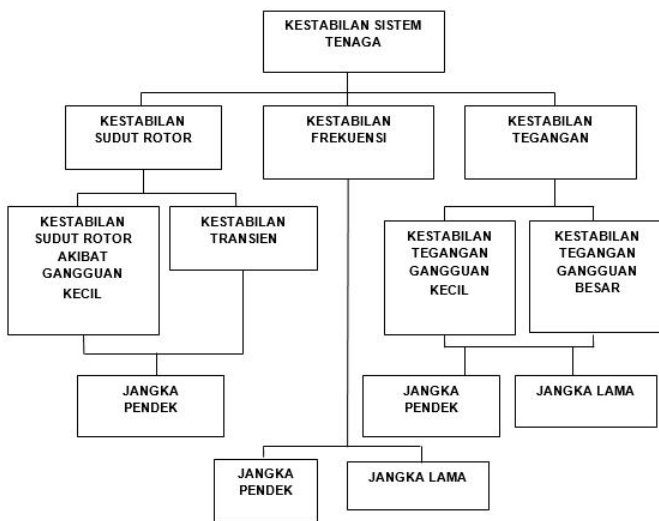 KESTABILAN SISTEM
TENAGA
KESTABILAN
SUDUT ROTOR
KESTABILAN
FREKUENSI
KESTABILAN
TEGANGAN
KESTABILAN
SUDUT ROTOR
AKIBAT
GANGGUAN
KECIL
KESTABILAN
TRANSIEN
KESTABILAN
TEGANGAN
GANGGUAN
KECIL
KESTABILAN
TEGANGAN
GANGGUAN
BESAR
JANGKA
PENDEK
JANGKA
PENDEK
JANGKA LAMA
JANGKA
PENDEK
JANGKA LAMA